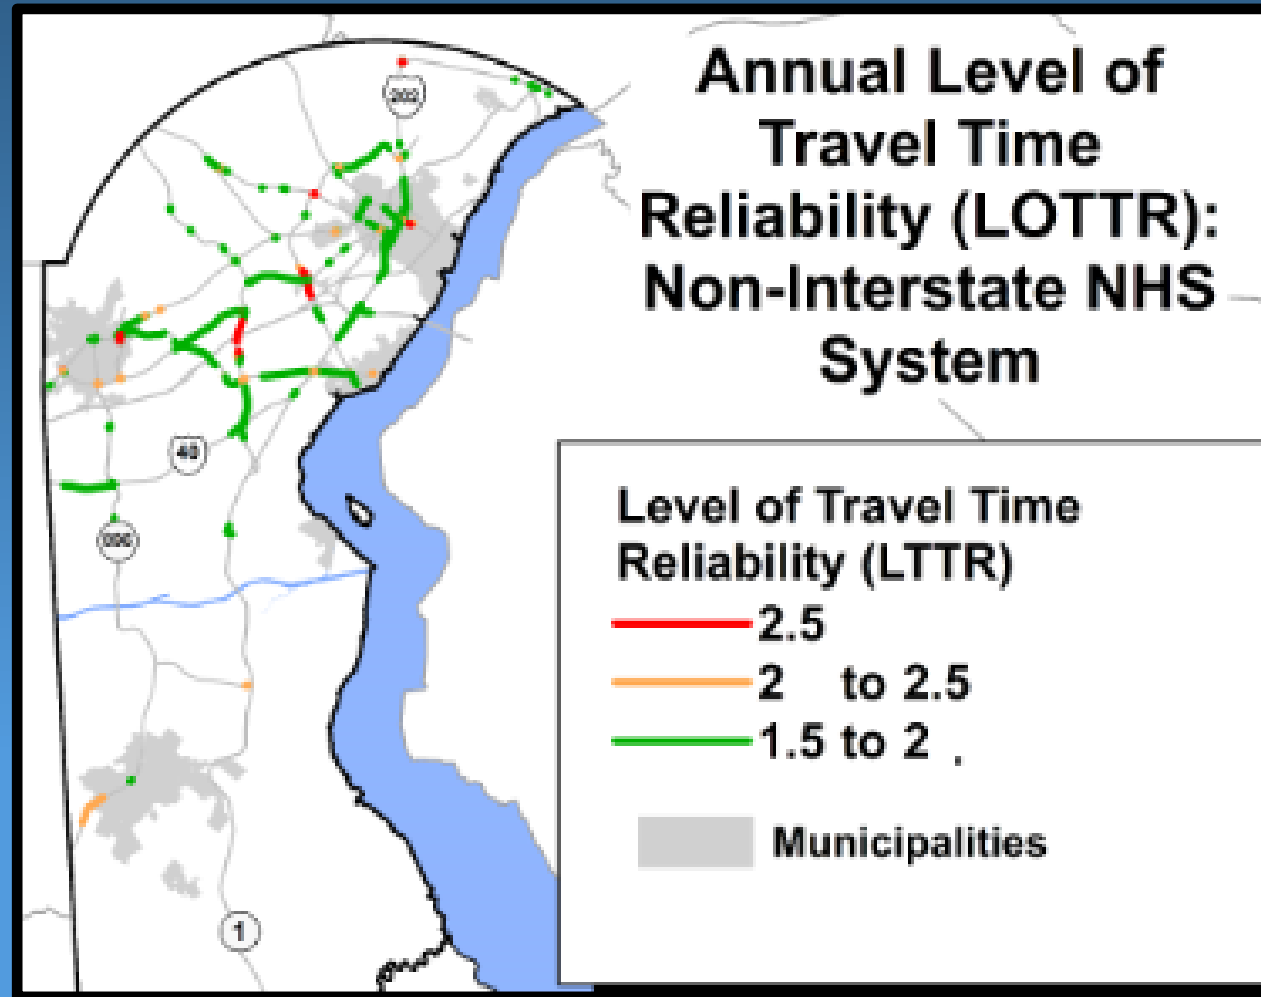 Annual Level of
Travel Time
Reliability (LOTTR):
Non-Interstate NHS
System
202
40
1
Level of Travel Time
Reliability (LTTR)
2.5
2 to 2.5
1.5 to 2 .
Municipalities